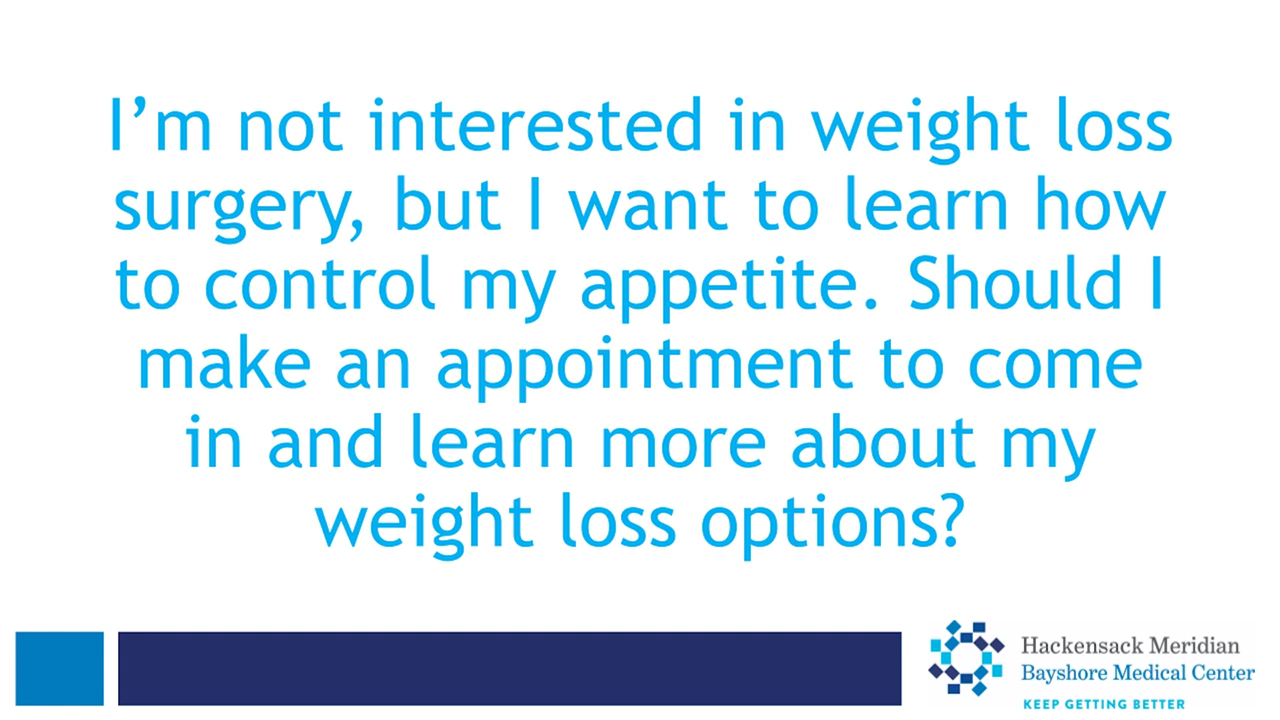 I’m not interested in weight loss
surgery, but I want to learn how
to control my appetite. Should I
make an appointment to come
in and learn more about my
weight loss options?
Hackensack Meridian
Bayshore Medical Center
KEEP GETTING BETTER